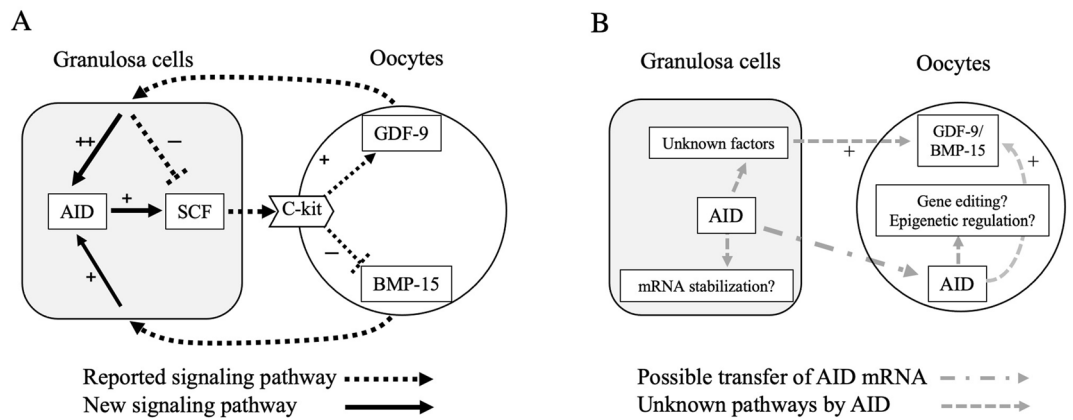 A
Granulosa cells
Oocytes
GDF-9
++
−
+
AID
+
SCF
C-kit
−
+
BMP-15
Reported signaling pathway
New signaling pathway
B
Granulosa cells
Oocytes
Unknown factors
+
GDF-9/
BMP-15
+
AID
Gene editing?
Epigenetic regulation?
mRNA stabilization?
AID
Possible transfer of AID mRNA
Unknown pathways by AID